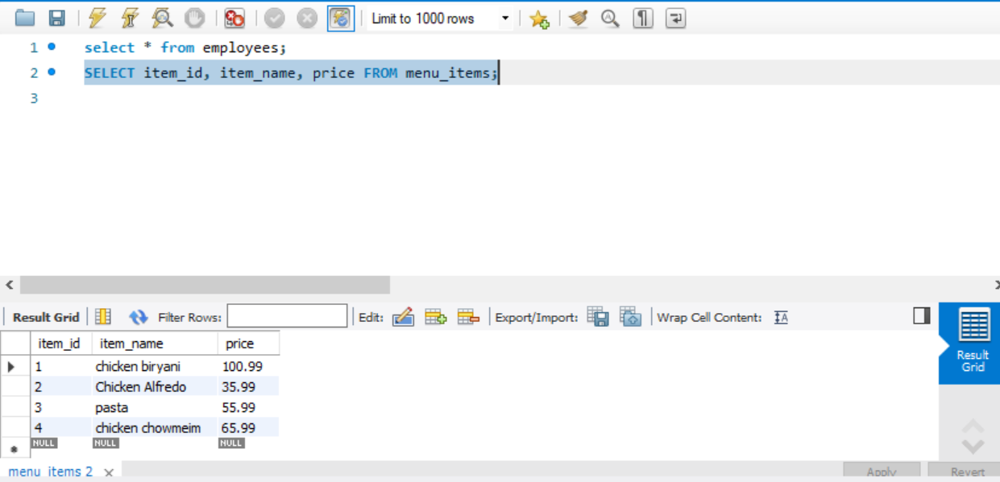 Limit to 1000 rows
1 select * from employees;
2 SELECT item_id, item_name, price FROM menu_items;
3
Result Grid Filter Rows: Edit: Export/Import: Wrap Cell Content:
Result
Grid
item_id item_name price
1 chicken biryani 100.99
2 Chicken Alfredo 35.99
3 pasta 55.99
4 chicken chowmeim 65.99
NULL NULL NULL
menu_items 2
Apply Revert